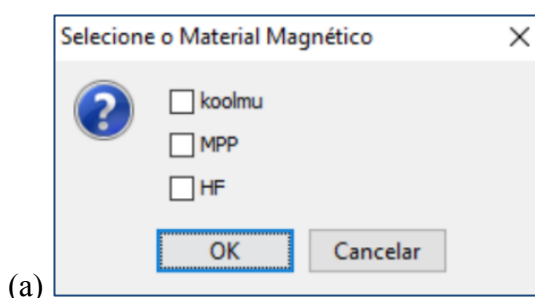 Selecione o Material Magnético
koolmu
MPP
HF
OK Cancelar
(a)